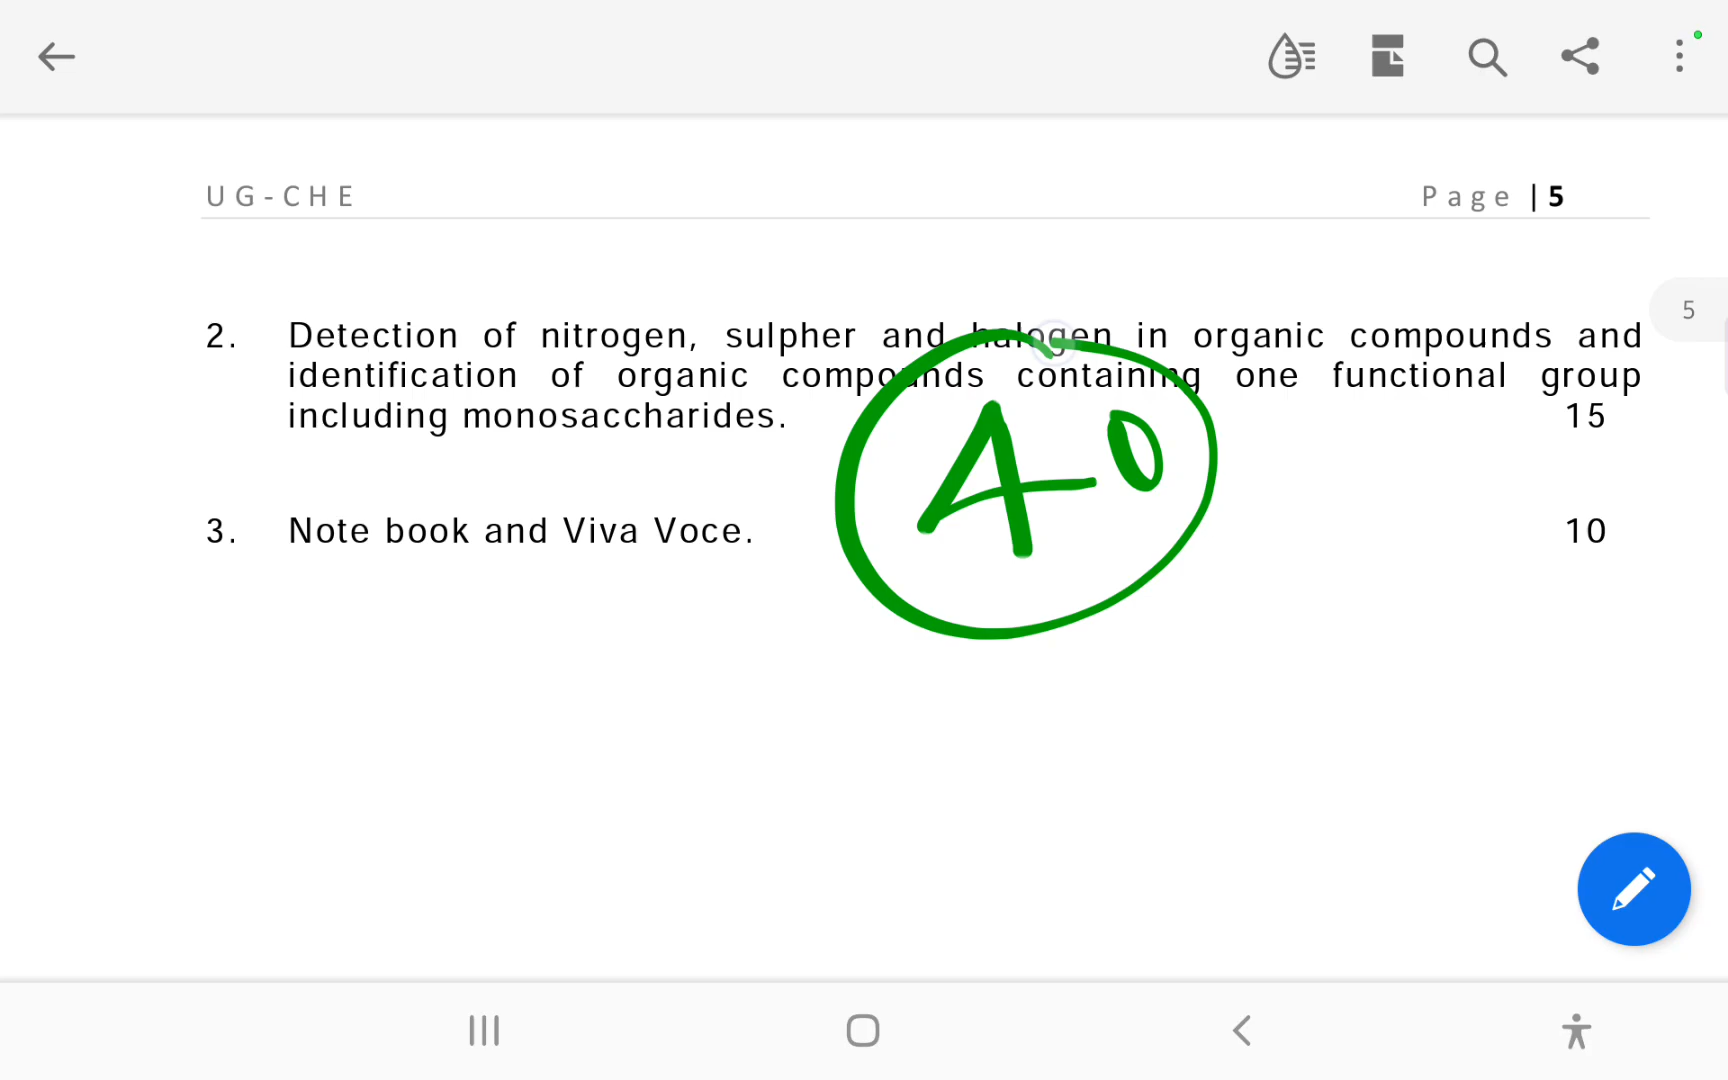 UG-CHE Page |5
5
2. Detection of nitrogen, sulpher and halogen in organic compounds and
identification of organic compounds containing one functional group
including monosaccharides. 15
40
3. Note book and Viva Voce. 10